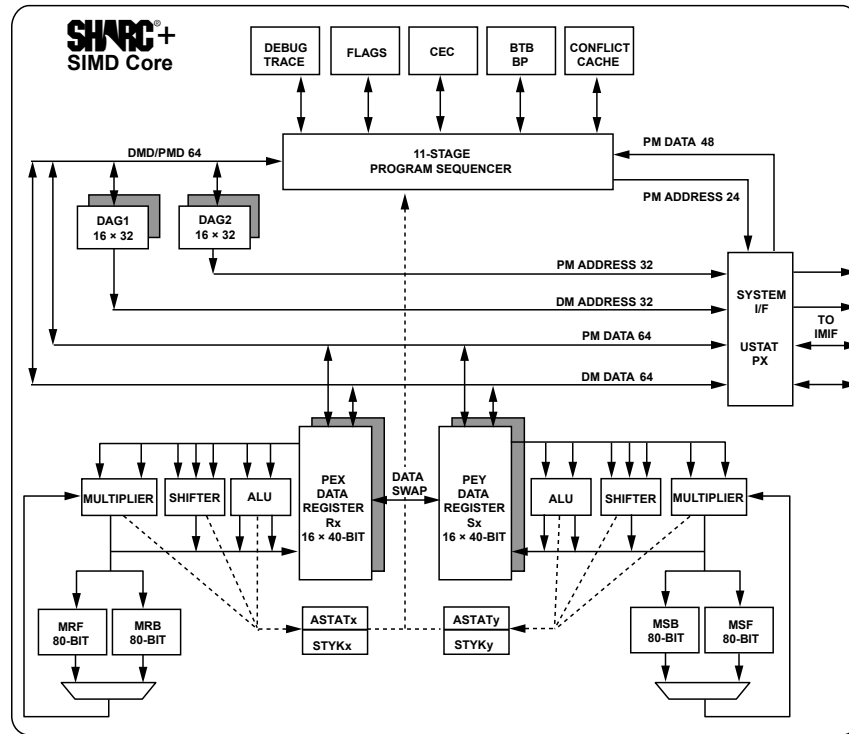 SHARC®+
SIMD Core
DEBUG
TRACE
FLAGS
CEC
BTB
BP
CONFLICT
CACHE
DMD/PMD 64
11-STAGE
PROGRAM SEQUENCER
PM DATA 48
PM ADDRESS 24
DAG1
16 × 32
DAG2
16 × 32
PM ADDRESS 32
DM ADDRESS 32
PM DATA 64
DM DATA 64
SYSTEM
I/F
USTAT
PX
TO
IMIF
MULTIPLIER
SHIFTER
ALU
PEX
DATA
REGISTER
Rx
16 × 40-BIT
DATA
SWAP
PEY
DATA
REGISTER
Sx
16 × 40-BIT
ALU
SHIFTER
MULTIPLIER
MRF
80-BIT
MRB
80-BIT
ASTATx
STYKx
ASTATy
STYKy
MSB
80-BIT
MSF
80-BIT